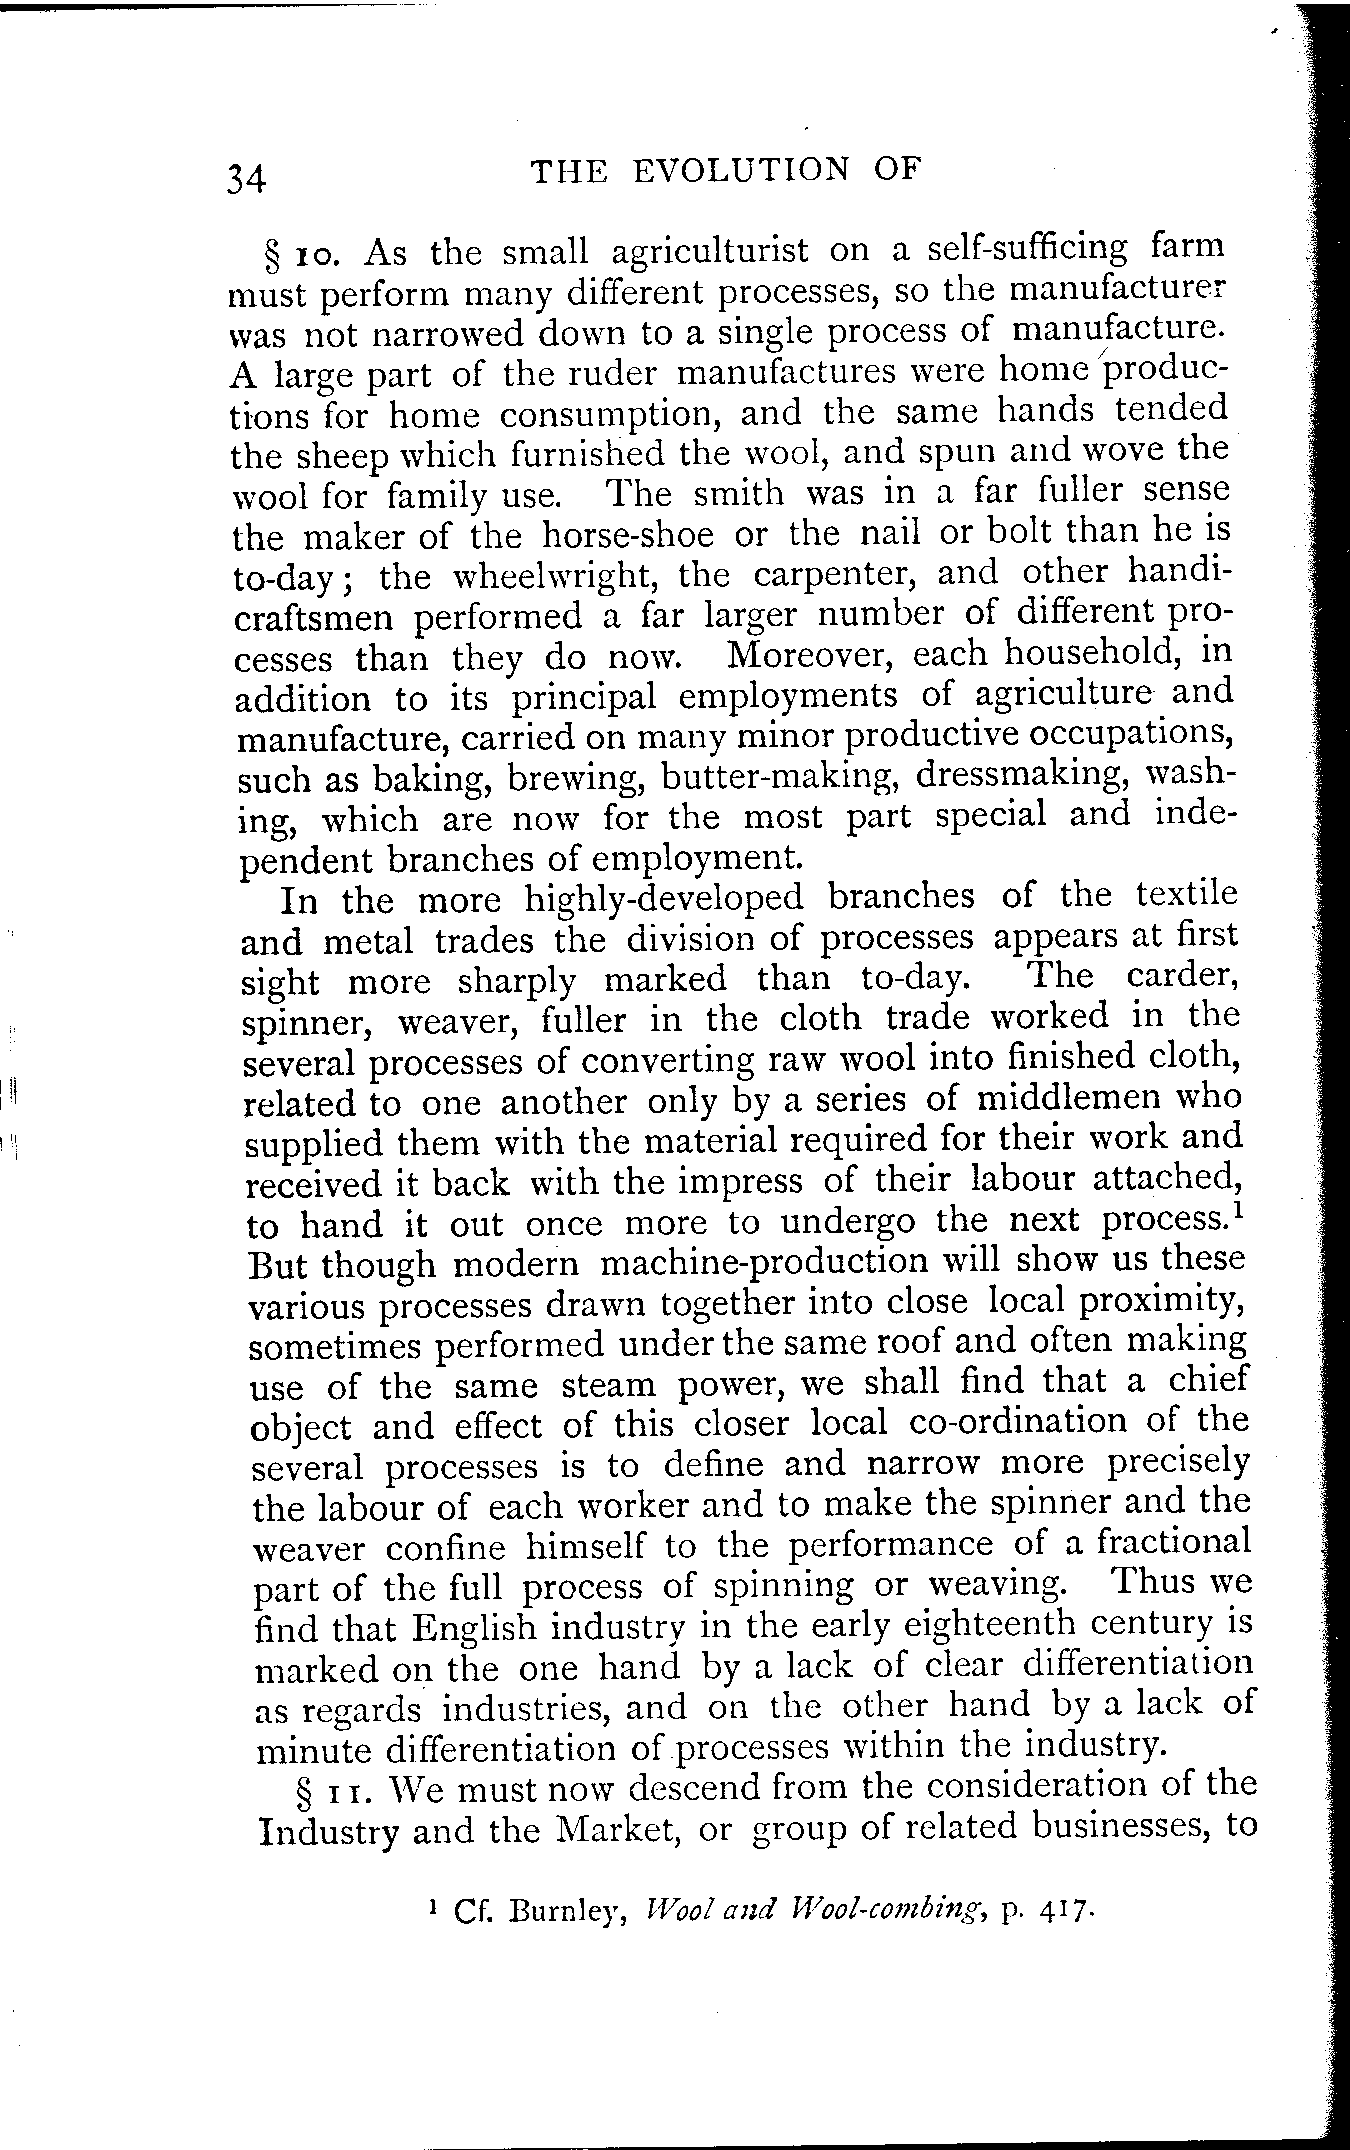 34 THE EVOLUTION OF
§ 10. As the small agriculturist on a self-sufficing farm
must perform many different processes, so the manufacturer
was not narrowed down to a single process of manufacture.
A large part of the ruder manufactures were home produc-
tions for home consumption, and the same hands tended
the sheep which furnished the wool, and spun and wove the
wool for family use. The smith was in a far fuller sense
the maker of the horse-shoe or the nail or bolt than he is
to-day; the wheelwright, the carpenter, and other handi-
craftsmen performed a far larger number of different pro-
cesses than they do now. Moreover, each household, in
addition to its principal employments of agriculture and
manufacture, carried on many minor productive occupations,
such as baking, brewing, butter-making, dressmaking, wash-
ing, which are now for the most part special and inde-
pendent branches of employment.
In the more highly-developed branches of the textile
and metal trades the division of processes appears at first
sight more sharply marked than to-day. The carder,
spinner, weaver, fuller in the cloth trade worked in the
several processes of converting raw wool into finished cloth,
related to one another only by a series of middlemen who
supplied them with the material required for their work and
received it back with the impress of their labour attached,
to hand it out once more to undergo the next process.¹
But though modern machine-production will show us these
various processes drawn together into close local proximity,
sometimes performed under the same roof and often making
use of the same steam power, we shall find that a chief
object and effect of this closer local co-ordination of the
several processes is to define and narrow more precisely
the labour of each worker and to make the spinner and the
weaver confine himself to the performance of a fractional
part of the full process of spinning or weaving. Thus we
find that English industry in the early eighteenth century is
marked on the one hand by a lack of clear differentiation
as regards industries, and on the other hand by a lack of
minute differentiation of processes within the industry.
§ 11. We must now descend from the consideration of the
Industry and the Market, or group of related businesses, to
¹ Cf. Burnley, Wool and Wool-combing, p. 417.